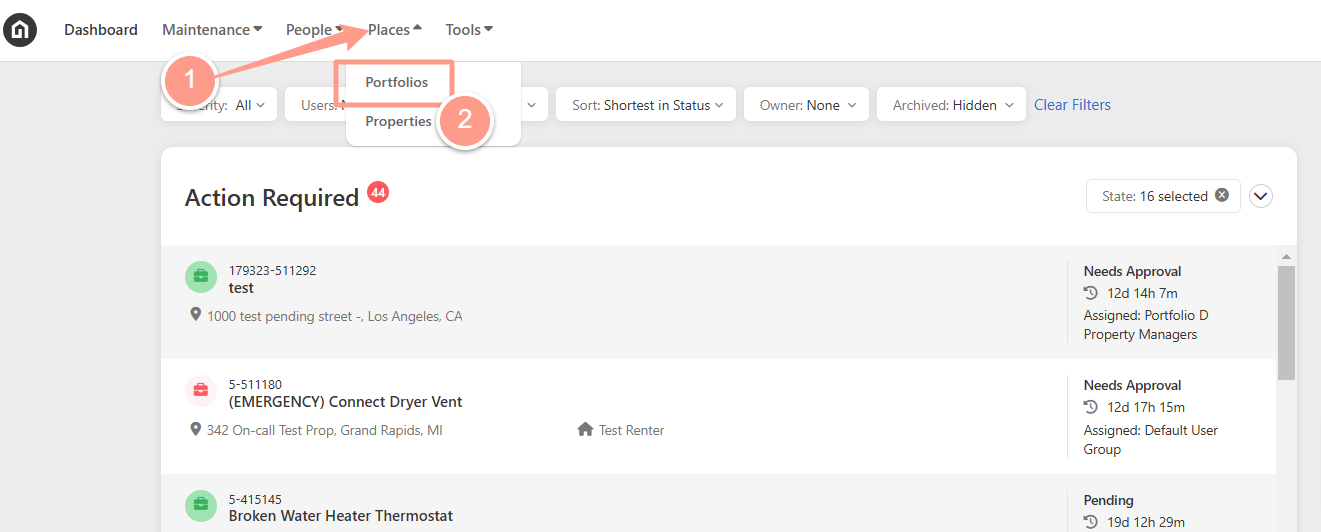 Dashboard Maintenance People Places Tools
1
Portfolios
2
Properties
All
Users:
Sort: Shortest in Status
Owner: None
Archived: Hidden
Clear Filters
Action Required 44
State: 16 selected
179323-511292
test
1000 test pending street -, Los Angeles, CA
Needs Approval
12d 14h 7m
Assigned: Portfolio D
Property Managers
5-511180
(EMERGENCY) Connect Dryer Vent
342 On-call Test Prop, Grand Rapids, MI
Test Renter
Needs Approval
12d 17h 15m
Assigned: Default User
Group
5-415145
Broken Water Heater Thermostat
Pending
19d 12h 29m